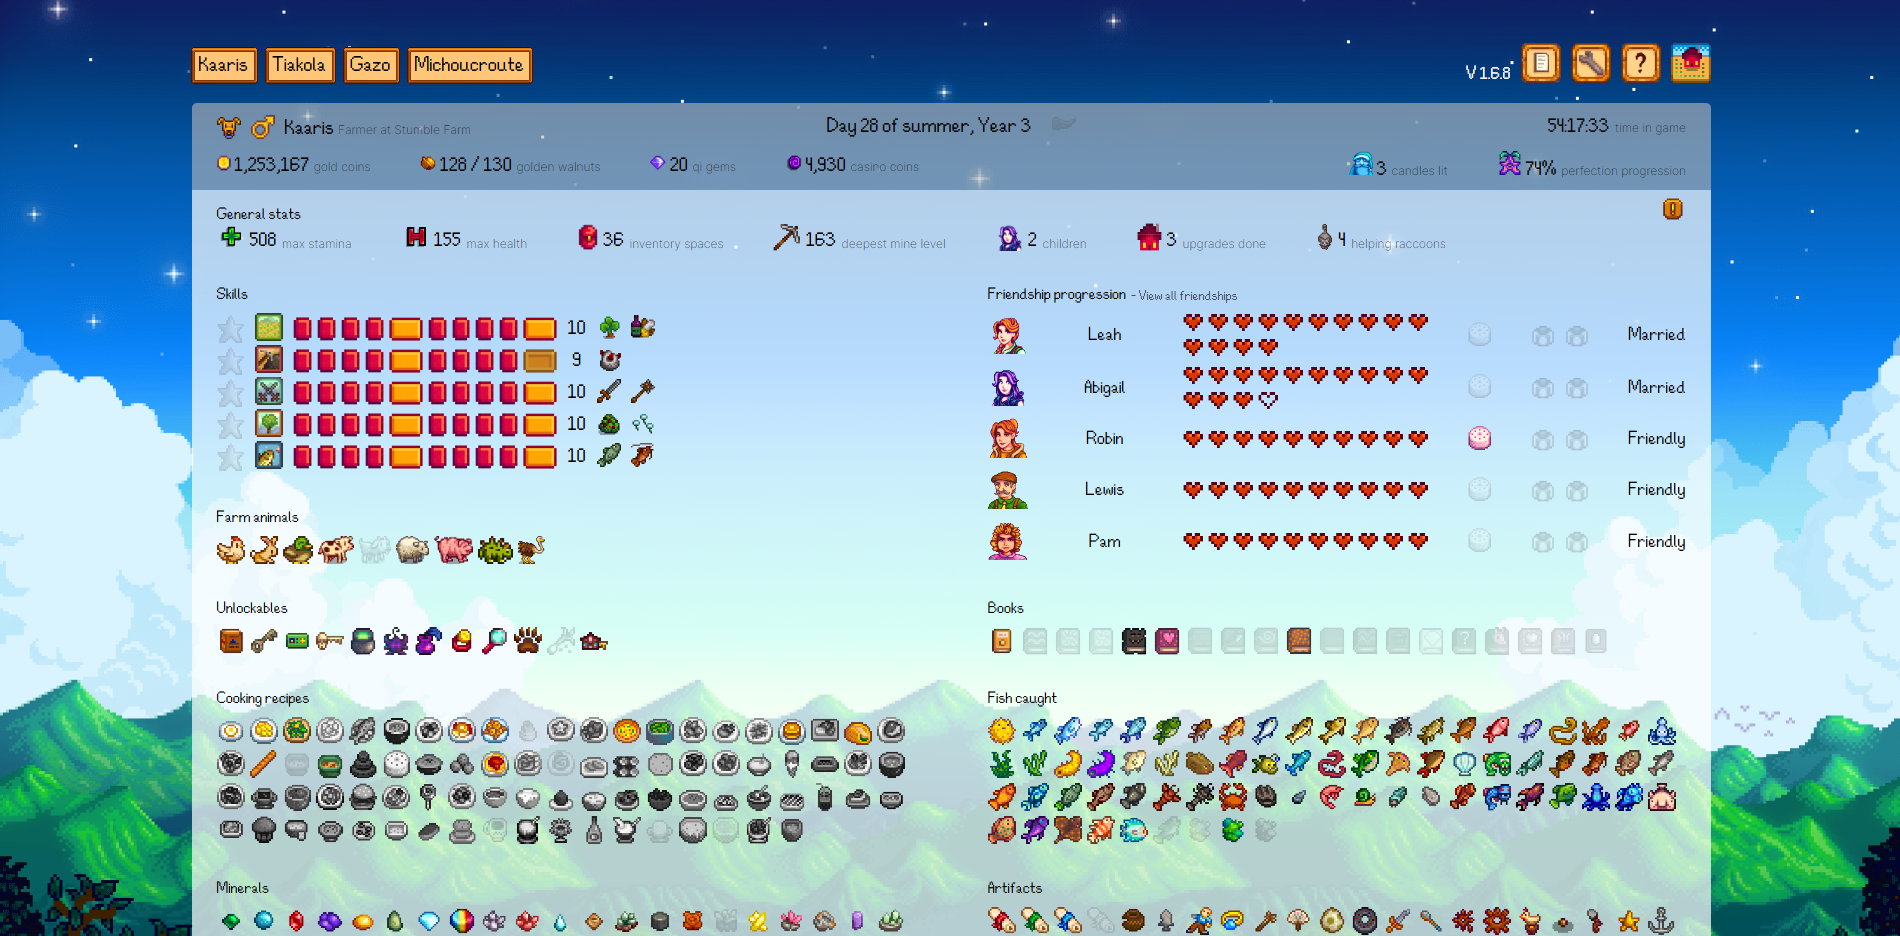 Kaaris Tiakola Gazo Michoucroute
V 1.6.8 ?
Kaaris Farmer at Stumble Farm Day 28 of summer, Year 3 54:17:33 time in game
1,253,167 gold coins 128 / 130 golden walnuts 20 qi gems 4,930 casino coins 3 candles lit 74% perfection progression
General stats
508 max stamina 155 max health 36 inventory spaces 163 deepest mine level 2 children 3 upgrades done 4 helping raccoons
Skills
10
9
10
10
10
Friendship progression - View all friendships
Leah Married
Abigail Married
Robin Friendly
Lewis Friendly
Pam Friendly
Farm animals
Unlockables
Books
Cooking recipes
Fish caught
Minerals
Artifacts